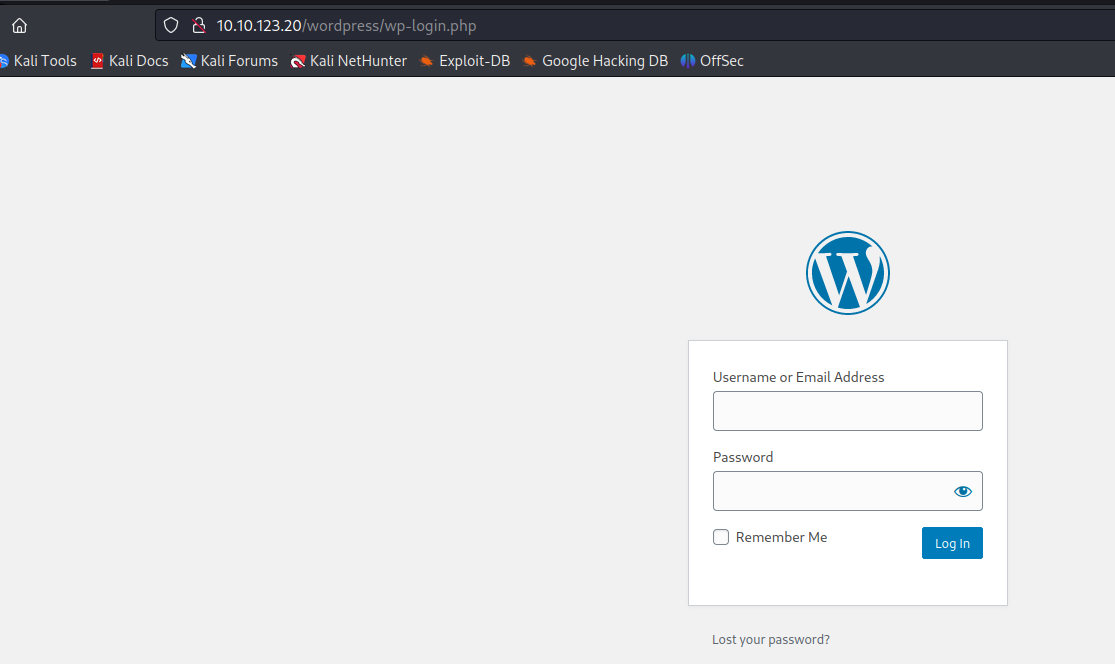 10.10.123.20/wordpress/wp-login.php
Kali Tools Kali Docs Kali Forums Kali NetHunter Exploit-DB Google Hacking DB OffSec
Username or Email Address
Password
Remember Me Log In
Lost your password?